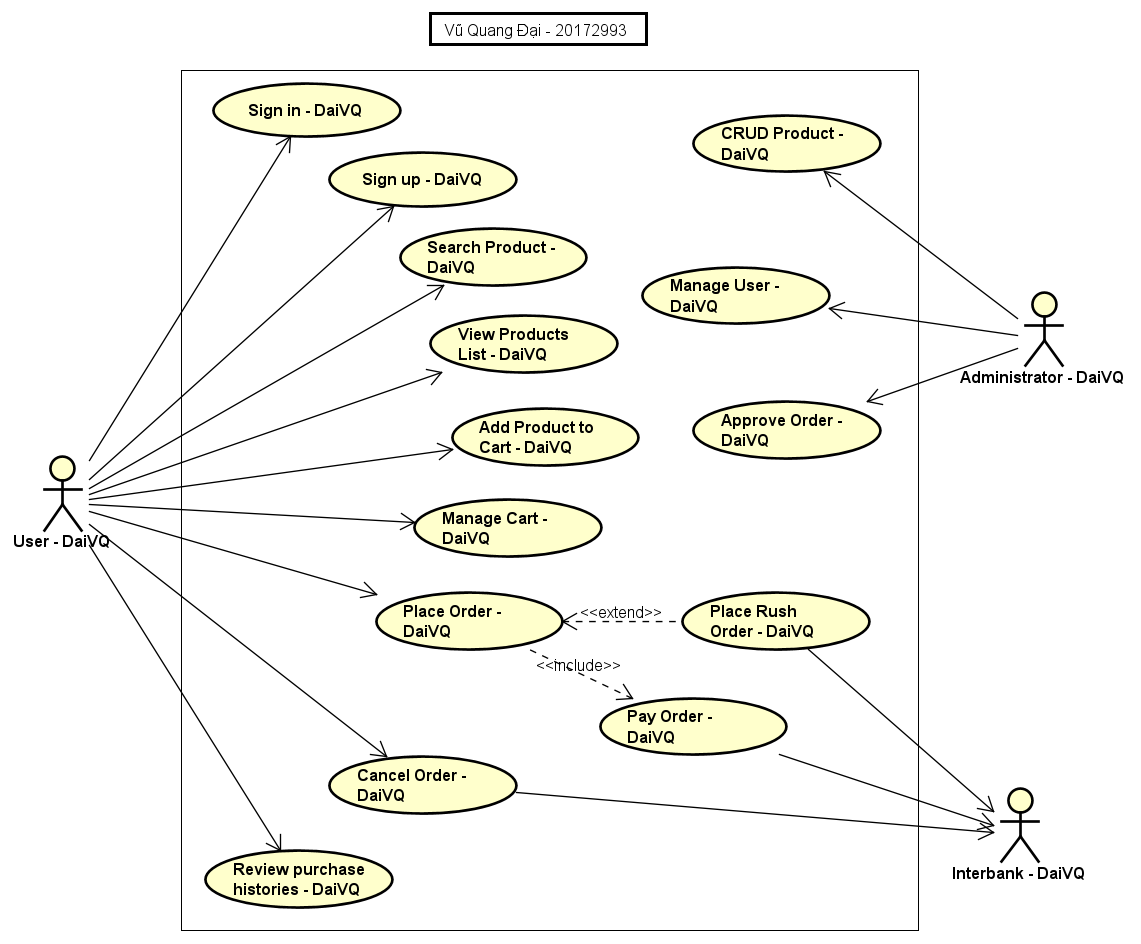 Vũ Quang Đại - 20172993
Sign in - DaiVQ
CRUD Product -
DaiVQ
Sign up - DaiVQ
Search Product -
DaiVQ
Manage User -
DaiVQ
View Products
List - DaiVQ
Administrator - DaiVQ
Add Product to
Cart - DaiVQ
Approve Order -
DaiVQ
User - DaiVQ
Manage Cart -
DaiVQ
Place Order -
DaiVQ
<<extend>>
Place Rush
Order - DaiVQ
<<include>>
Pay Order -
DaiVQ
Cancel Order -
DaiVQ
Interbank - DaiVQ
Review purchase
histories - DaiVQ